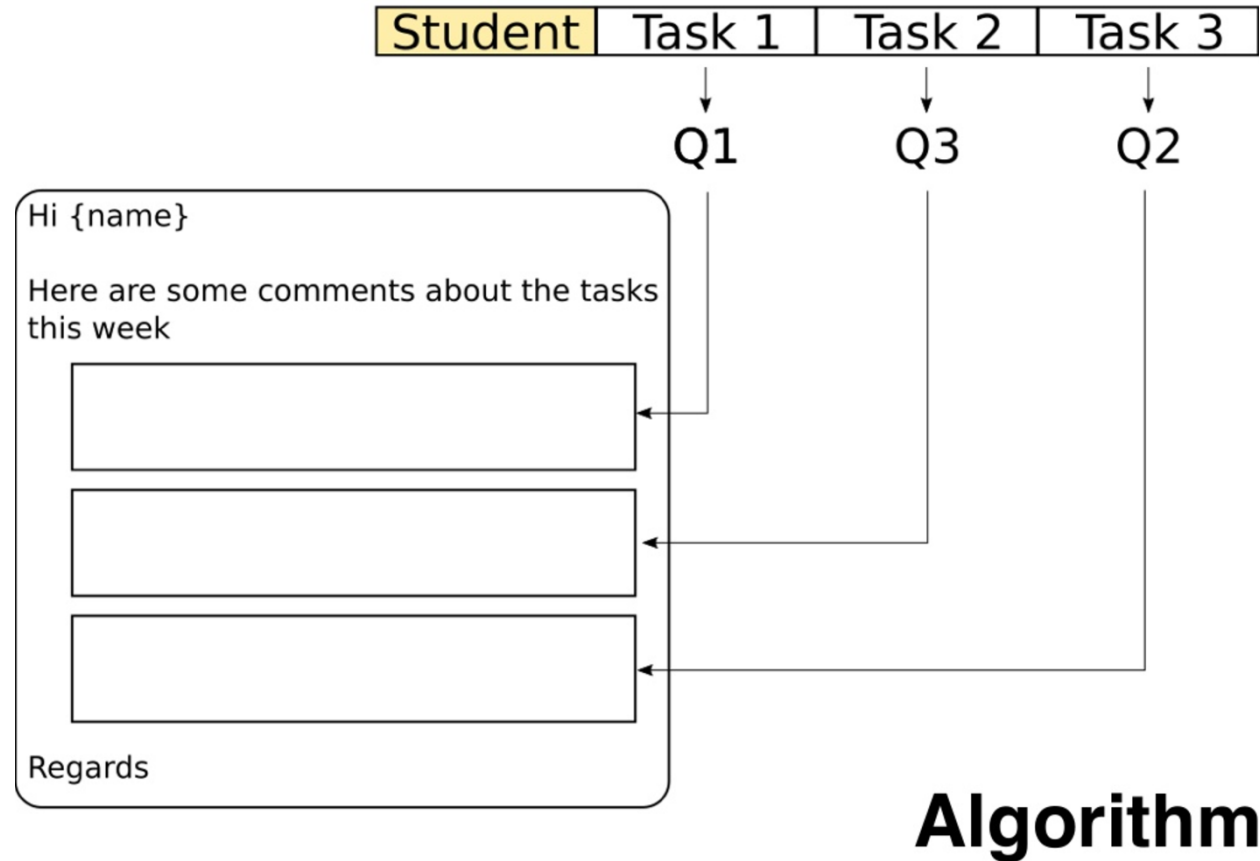 Student Task 1 Task 2 Task 3
Q1 Q3 Q2
Hi {name}
Here are some comments about the tasks
this week
Regards
Algorithm